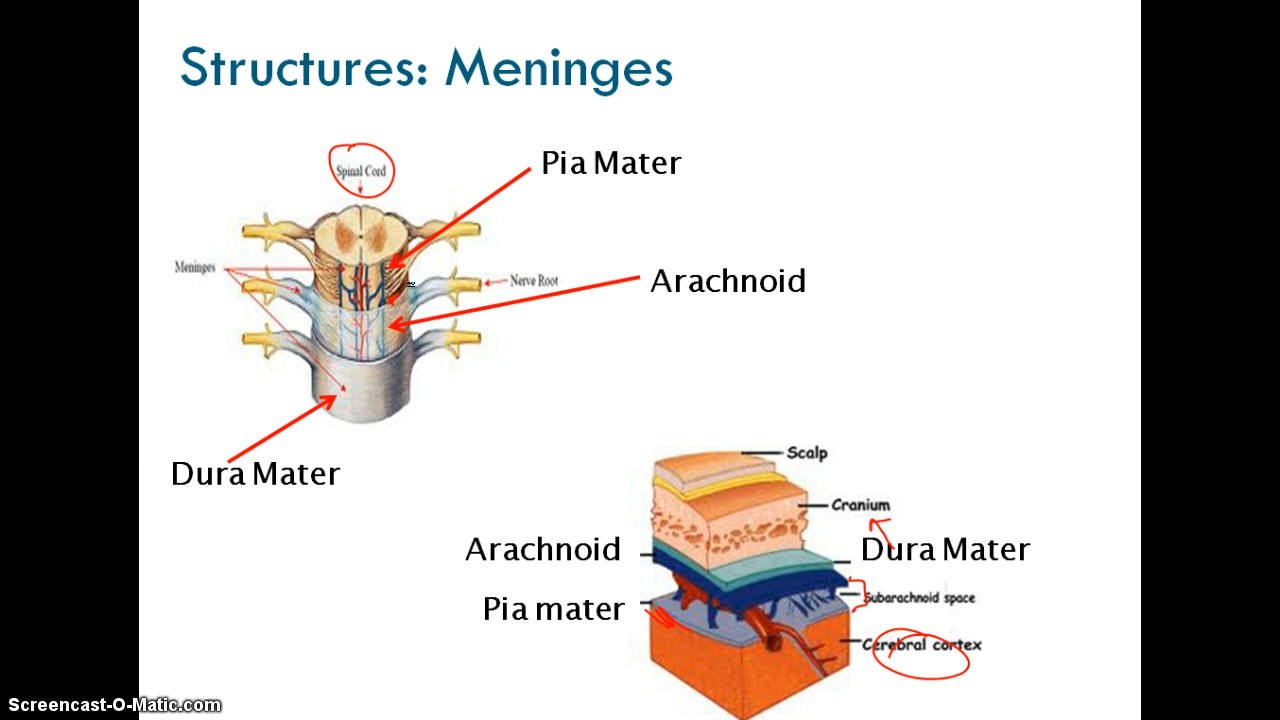 Structures: Meninges
Spinal Cord
Pia Mater
Meninges
Nerve Root
Arachnoid
Dura Mater
Scalp
Cranium
Arachnoid
Dura Mater
Pia mater
Subarachnoid space
Cerebral cortex
Screencast-O-Matic.com